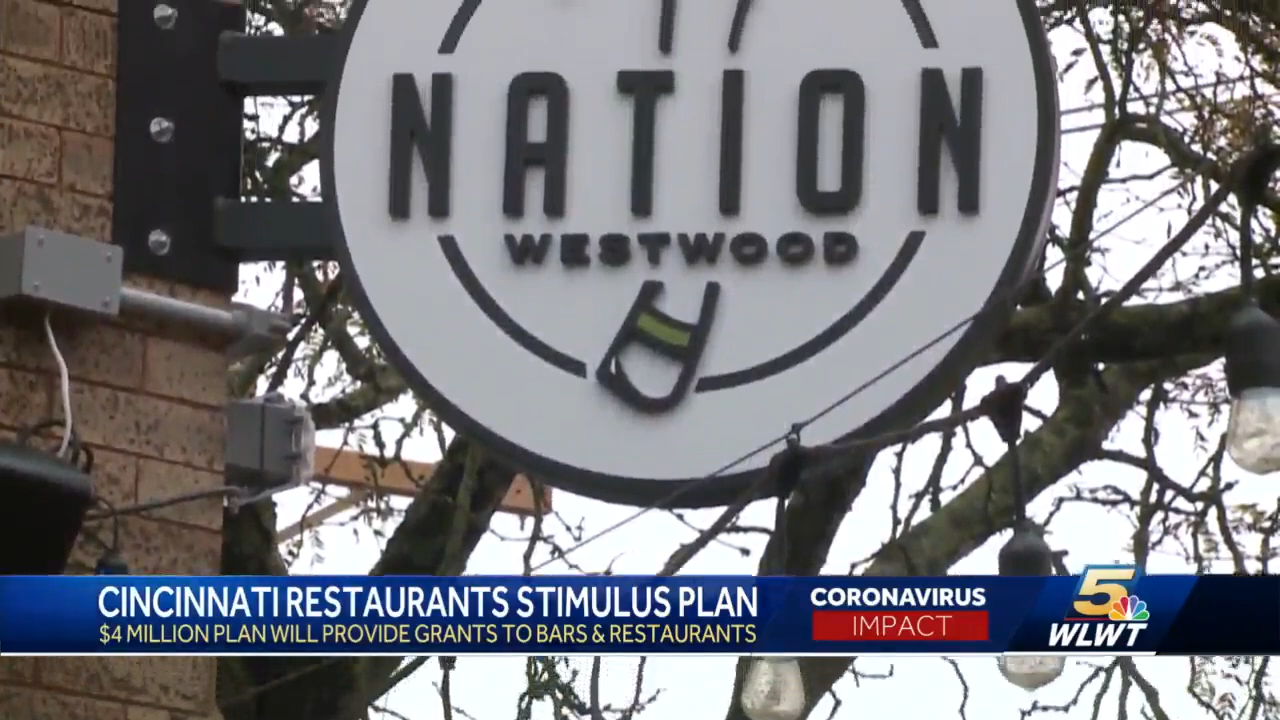 NATION
WESTWOOD
CINCINNATI RESTAURANTS STIMULUS PLAN
$4 MILLION PLAN WILL PROVIDE GRANTS TO BARS & RESTAURANTS
CORONAVIRUS
IMPACT
5
WLWT